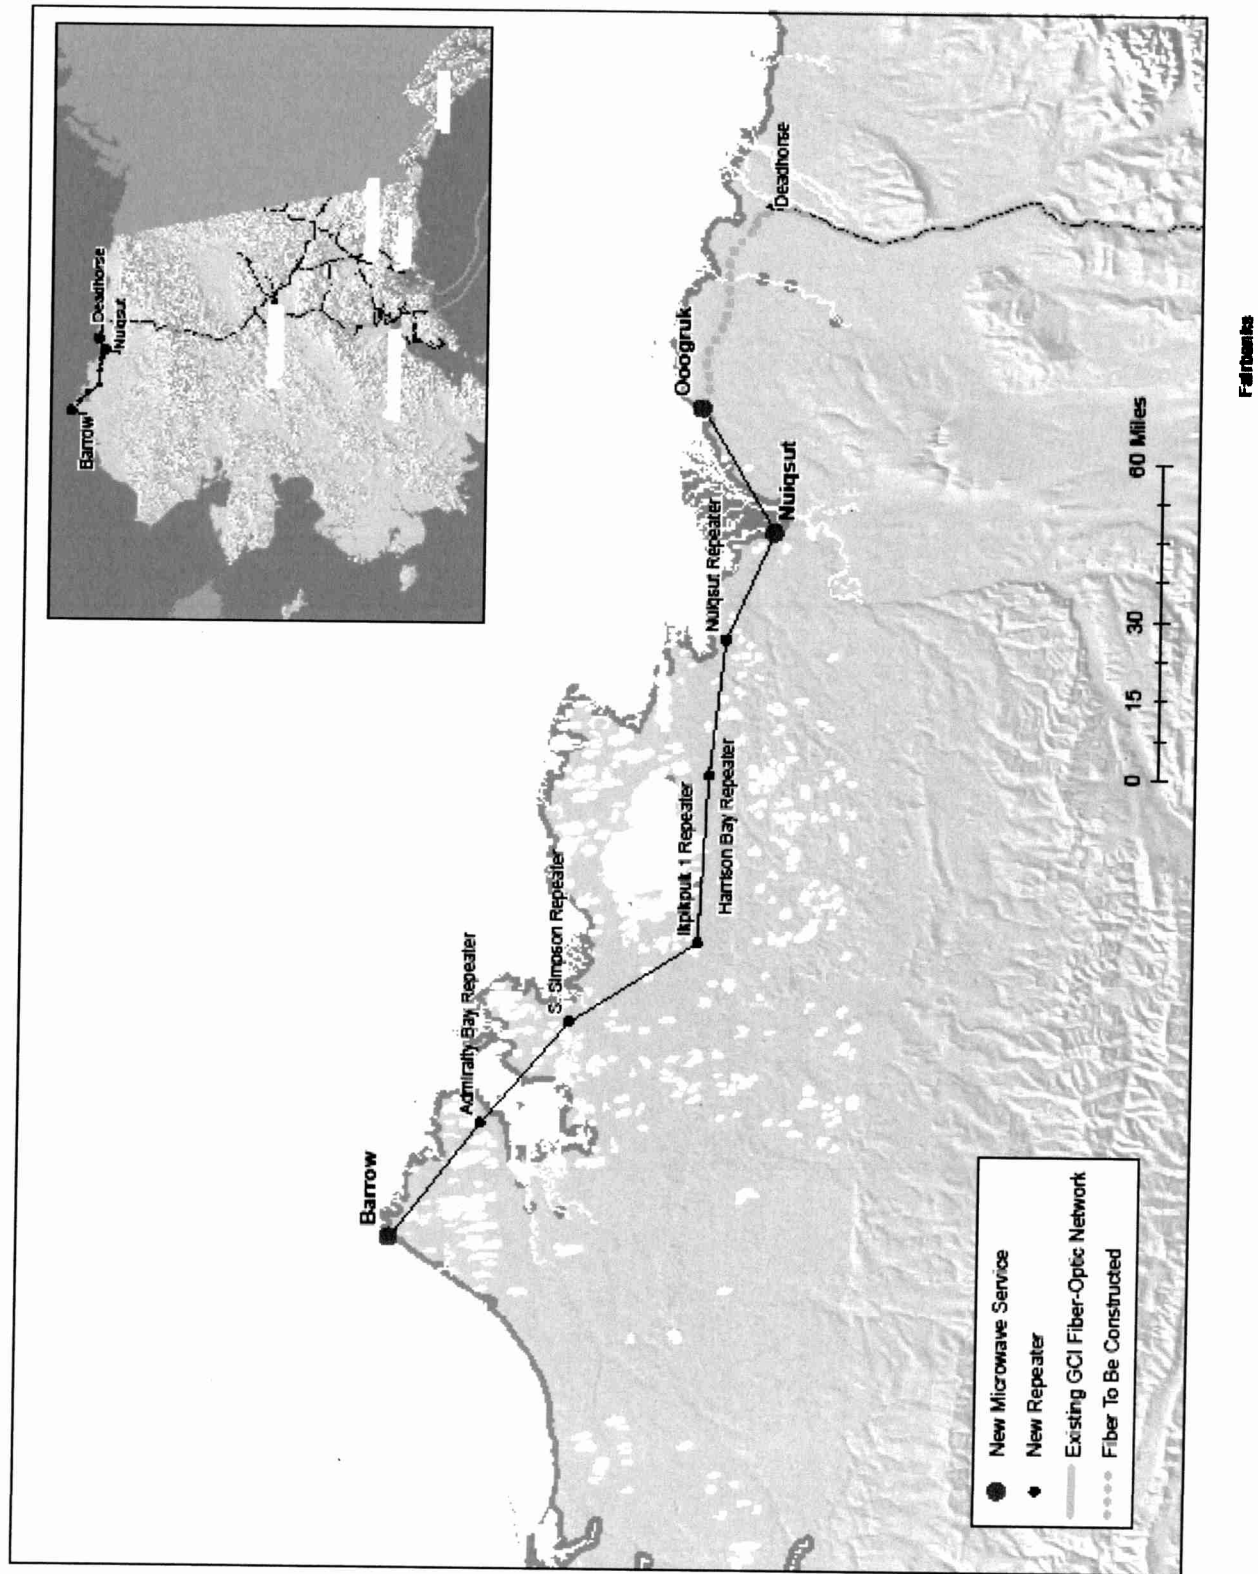 Barrow
Deadhorse
Nuiqsut
Barrow
Admiralty Bay Repeater
S. Simpson Repeater
Ikpikpuk 1 Repeater
Harrison Bay Repeater
Nuiqsut Repeater
Nuiqsut
Ooogruk
Deadhorse
New Microwave Service
New Repeater
Existing GCI Fiber-Optic Network
Fiber To Be Constructed
0 15 30 60 Miles
Fairbanks